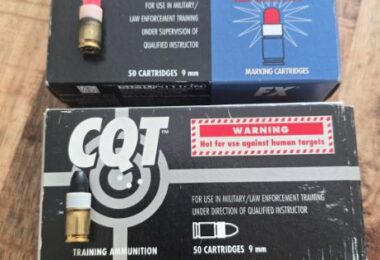 FOR USE IN MILITARY/
LAW ENFORCEMENT TRAINING
UNDER SUPERVISION OF
QUALIFIED INSTRUCTOR
50 CARTRIDGES 9 mm
MARKING CARTRIDGES
FX
CQT™
WARNING
Not for use against human targets
FOR USE IN MILITARY/LAW ENFORCEMENT TRAINING
UNDER DIRECTION OF QUALIFIED INSTRUCTOR
50 CARTRIDGES 9 mm
TRAINING AMMUNITION